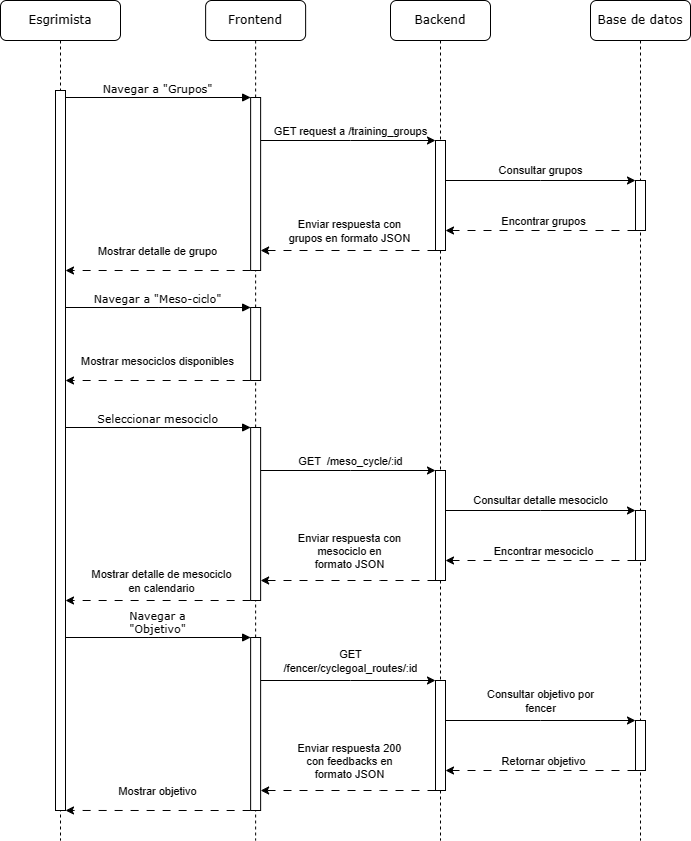 Esgrimista
Frontend
Backend
Base de datos
Navegar a "Grupos"
GET request a /training_groups
Consultar grupos
Encontrar grupos
Enviar respuesta con
grupos en formato JSON
Mostrar detalle de grupo
Navegar a "Meso-ciclo"
Mostrar mesociclos disponibles
Seleccionar mesociclo
GET /meso_cycle/:id
Consultar detalle mesociclo
Encontrar mesociclo
Enviar respuesta con
mesociclo en
formato JSON
Mostrar detalle de mesociclo
en calendario
Navegar a
"Objetivo"
GET
/fencer/cyclegoal_routes/:id
Consultar objetivo por
fencer
Retornar objetivo
Enviar respuesta 200
con feedbacks en
formato JSON
Mostrar objetivo